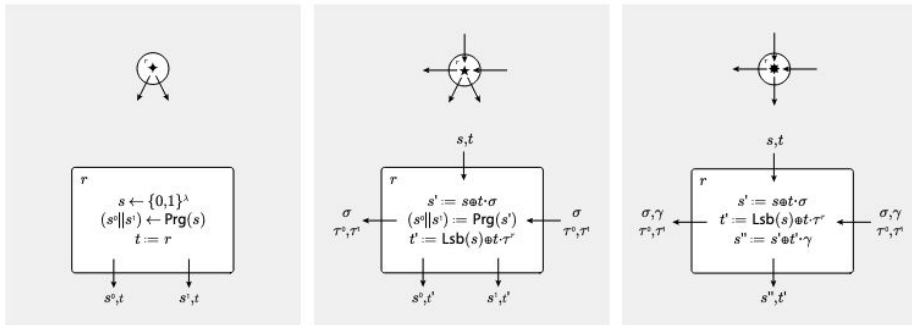 r
r
s ← {0,1}^λ
(s⁰||s¹) ← Prg(s)
t := r
s⁰,t
s¹,t
r
s,t
r
s' := s⊕t·σ
(s⁰||s¹) := Prg(s')
t' := Lsb(s)⊕t·τ^r
σ
τ⁰,τ¹
σ
τ⁰,τ¹
s⁰,t'
s¹,t'
r
s,t
r
s' := s⊕t·σ
t' := Lsb(s)⊕t·τ^r
s'' := s'⊕t'·γ
σ,γ
τ⁰,τ¹
σ,γ
τ⁰,τ¹
s'',t'